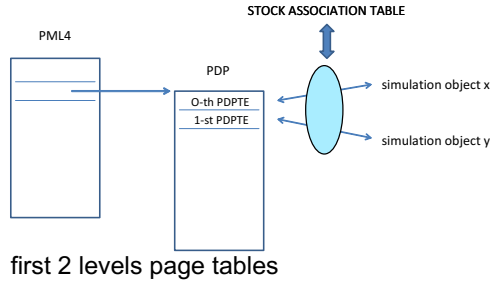 STOCK ASSOCIATION TABLE
PML4
PDP
simulation object x
0-th PDPTE
1-st PDPTE
simulation object y
first 2 levels page tables